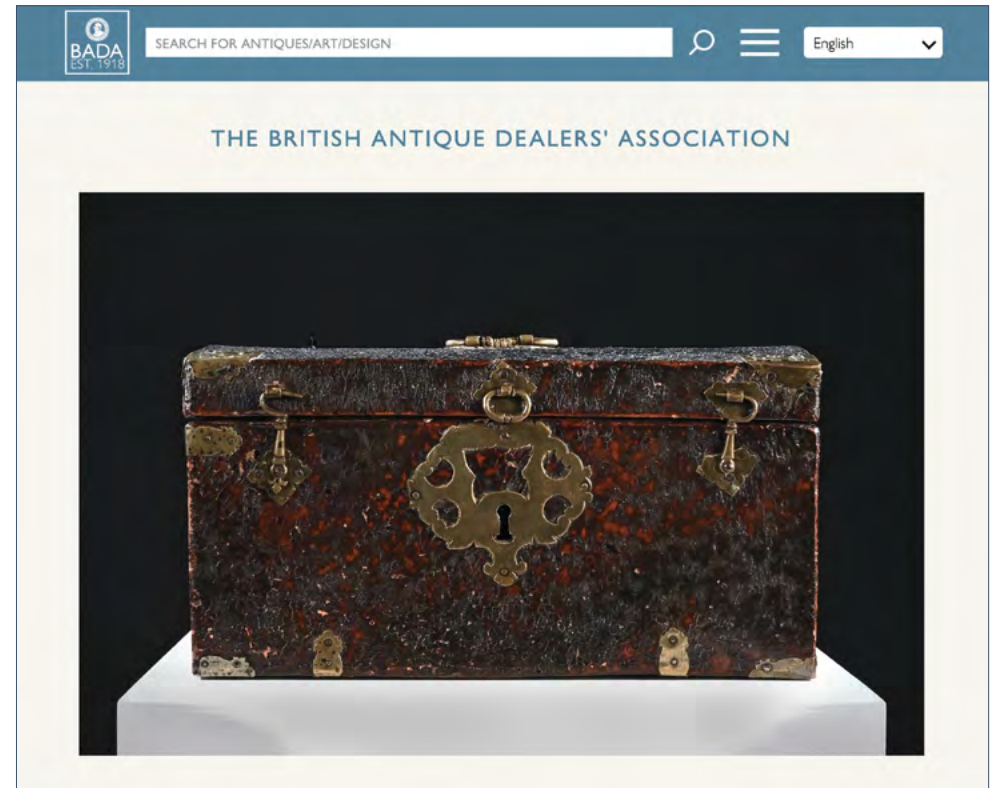 BADA
EST. 1918
SEARCH FOR ANTIQUES/ART/DESIGN
English
THE BRITISH ANTIQUE DEALERS' ASSOCIATION